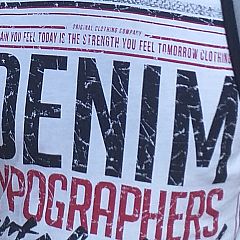 ORIGINAL CLOTHING COMPANY
AIN YOU FEEL TODAY IS THE STRENGTH YOU FEEL TOMORROW CLOTHING
DENIM
YPOGRAPHERS